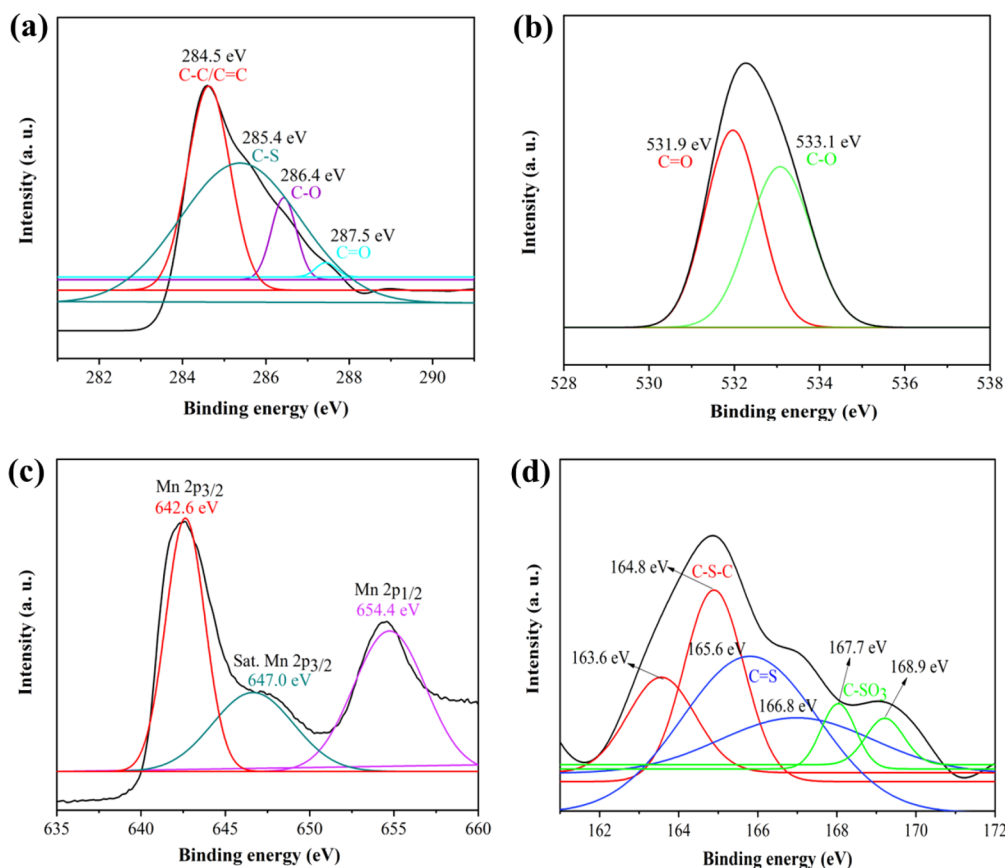 (a)
284.5 eV
C-C/C=C
285.4 eV
C-S
286.4 eV
C-O
287.5 eV
C=O
Intensity (a. u.)
282 284 286 288 290
Binding energy (eV)
(b)
531.9 eV
C=O
533.1 eV
C-O
Intensity (a. u.)
528 530 532 534 536 538
Binding energy (eV)
(c)
Mn 2p3/2
642.6 eV
Mn 2p1/2
654.4 eV
Sat. Mn 2p3/2
647.0 eV
Intensity (a. u.)
635 640 645 650 655 660
Binding energy (eV)
(d)
164.8 eV
C-S-C
163.6 eV
165.6 eV
C=S
166.8 eV
167.7 eV
C-SO3
168.9 eV
Intensity (a. u.)
162 164 166 168 170 172
Binding energy (eV)